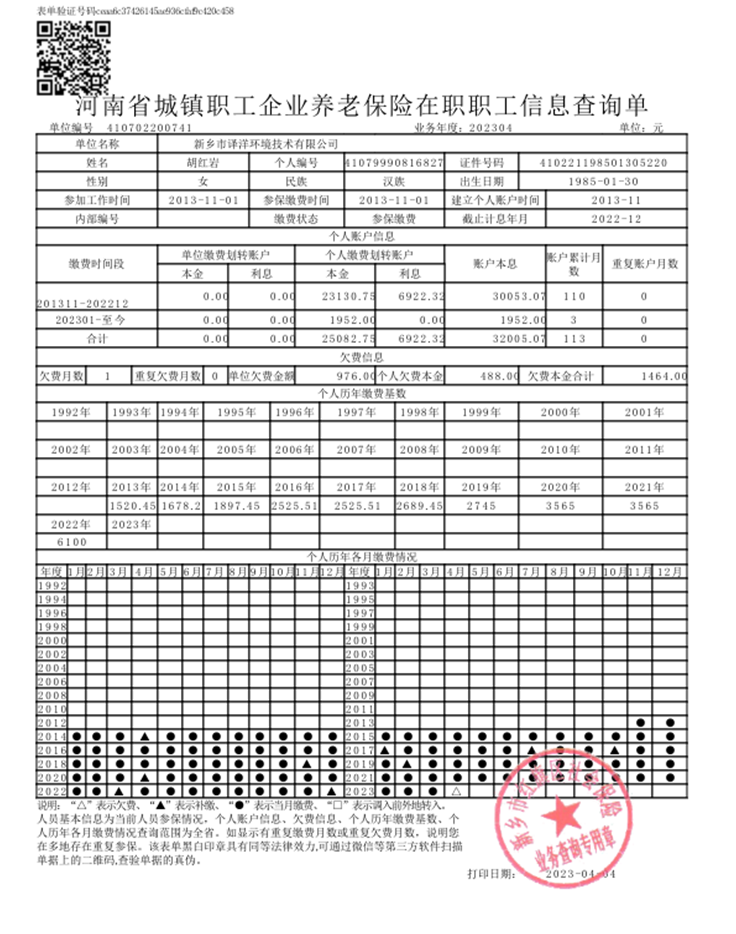 表单验证号码ceaa6c37426145ae936cfaf9c420c458
河南省城镇职工企业养老保险在职职工信息查询单
单位编号 410702200741 业务年度：202304 单位：元
单位名称 新乡市译洋环境技术有限公司
姓名 胡红岩 个人编号 41079990816827 证件号码 410221198501305220
性别 女 民族 汉族 出生日期 1985-01-30
参加工作时间 2013-11-01 参保缴费时间 2013-11-01 建立个人账户时间 2013-11
内部编号 缴费状态 参保缴费 截止计息年月 2022-12
个人账户信息
缴费时间段 单位缴费划转账户 个人缴费划转账户 账户本息 账户累计月数 重复账户月数
本金 利息 本金 利息
201311-202212 0.00 0.00 23130.75 6922.32 30053.07 110 0
202301-至今 0.00 0.00 1952.00 0.00 1952.00 3 0
合计 0.00 0.00 25082.75 6922.32 32005.07 113 0
欠费信息
欠费月数 1 重复欠费月数 0 单位欠费金额 976.00 个人欠费本金 488.00 欠费本金合计 1464.00
个人历年缴费基数
1992年 1993年 1994年 1995年 1996年 1997年 1998年 1999年 2000年 2001年
2002年 2003年 2004年 2005年 2006年 2007年 2008年 2009年 2010年 2011年
2012年 2013年 2014年 2015年 2016年 2017年 2018年 2019年 2020年 2021年
1520.45 1678.2 1897.45 2525.51 2525.51 2689.45 2745 3565 3565
2022年 2023年
6100
个人历年各月缴费情况
年度 1月 2月 3月 4月 5月 6月 7月 8月 9月 10月 11月 12月 年度 1月 2月 3月 4月 5月 6月 7月 8月 9月 10月 11月 12月
1992 1993
1994 1995
1996 1997
1998 1999
2000 2001
2002 2003
2004 2005
2006 2007
2008 2009
2010 2011
2012 2013 ● ●
2014 ● ● ● ▲ ● ● ● ● ● ● ● ● 2015 ● ● ● ● ● ● ● ● ● ● ● ●
2016 ● ● ● ● ● ● ● ● ● ● ● ● 2017 ▲ ● ● ● ● ● ▲ ● ● ▲ ● ●
2018 ● ● ● ● ● ● ● ● ● ● ▲ ● 2019 ● ▲ ● ● ● ● ● ● ● ● ● ●
2020 ● ● ● ▲ ● ● ● ● ● ● ● ● 2021 ● ● ● ● ● ● ● ● ● ● ● ●
2022 ● ● ▲ ● ● ● ● ● ● ● ● ▲ 2023 ● ● ● △
说明：“△”表示欠费、“▲”表示补缴、“●”表示当月缴费、“□”表示调入前外地转入。
人员基本信息为当前人员参保情况，个人账户信息、欠费信息、个人历年缴费基数、个
人历年各月缴费情况查询范围为全省。如显示有重复缴费月数或重复欠费月数，说明您
在多地存在重复参保。该表单黑白印章具有同等法律效力,可通过微信等第三方软件扫描
单据上的二维码,查验单据的真伪。
打印日期： 2023-04-04
业务查询专用章